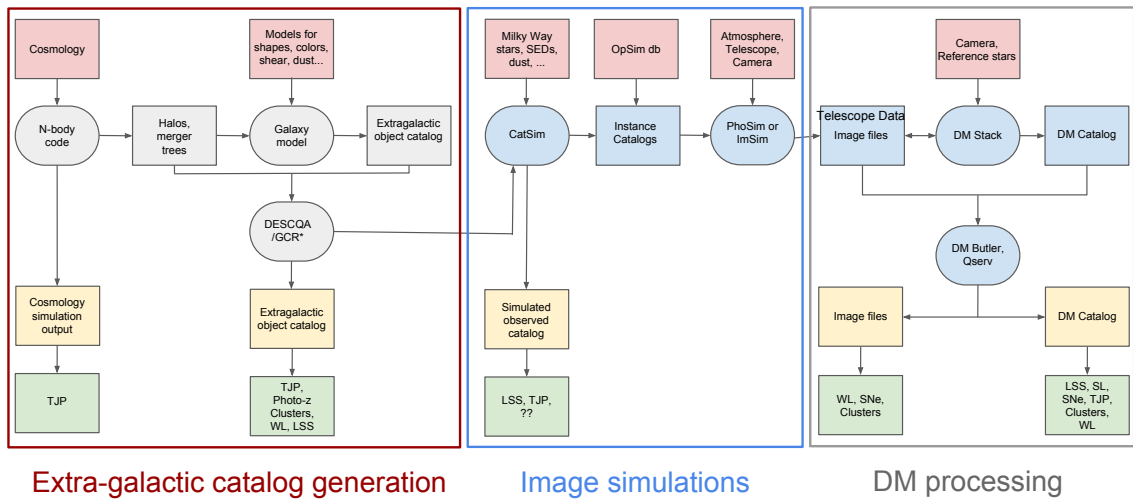 Cosmology
Models for
shapes, colors,
shear, dust...
N-body
code
Halos,
merger
trees
Galaxy
model
Extragalactic
object catalog
DESCQA
/GCR*
Cosmology
simulation
output
Extragalactic
object catalog
TJP
TJP,
Photo-z
Clusters,
WL, LSS
Extra-galactic catalog generation
Milky Way
stars, SEDs,
dust, ...
OpSim db
Atmosphere,
Telescope,
Camera
CatSim
Instance
Catalogs
PhoSim or
ImSim
Simulated
observed
catalog
LSS, TJP,
??
Image simulations
Camera,
Reference stars
Telescope Data
Image files
DM Stack
DM Catalog
DM Butler,
Qserv
Image files
DM Catalog
WL, SNe,
Clusters
LSS, SL,
SNe, TJP,
Clusters,
WL
DM processing